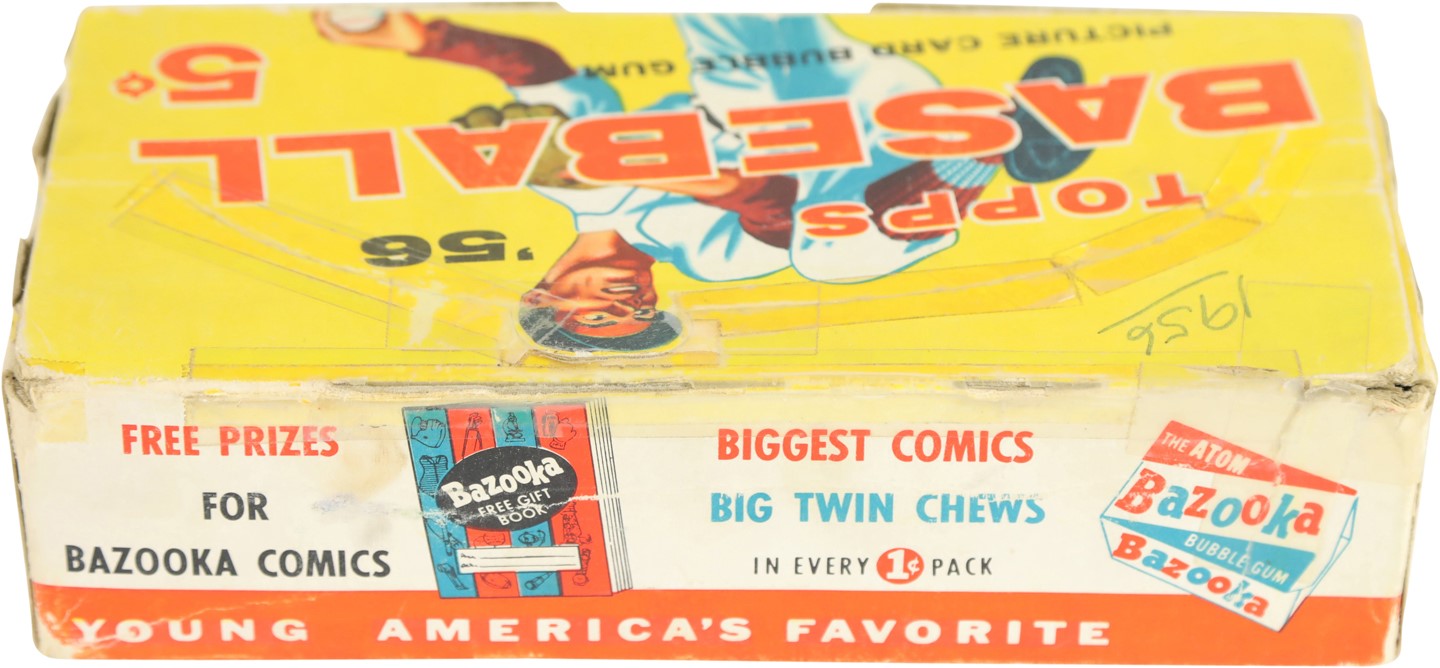 TOPPS
BASEBALL
5¢
PICTURE CARD BUBBLE GUM
'56
1956
FREE PRIZES
FOR
BAZOOKA COMICS
Bazooka
FREE GIFT
BOOK
BIGGEST COMICS
BIG TWIN CHEWS
IN EVERY 1¢ PACK
THE ATOM
Bazooka
BUBBLE GUM
Bazooka
YOUNG AMERICA'S FAVORITE